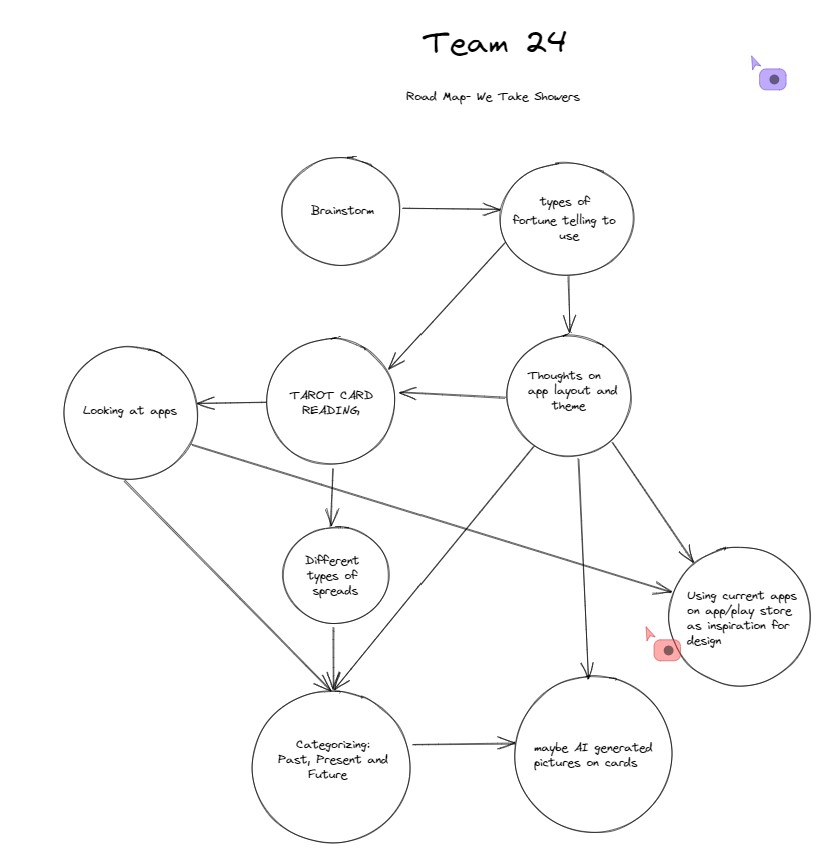 Team 24
Road Map- We Take Showers
Brainstorm
types of
fortune telling to
use
Looking at apps
TAROT CARD
READING
Thoughts on
app layout and
theme
Different
types of
spreads
Using current apps
on app/play store
as inspiration for
design
Categorizing:
Past, Present and
Future
maybe AI generated
pictures on cards